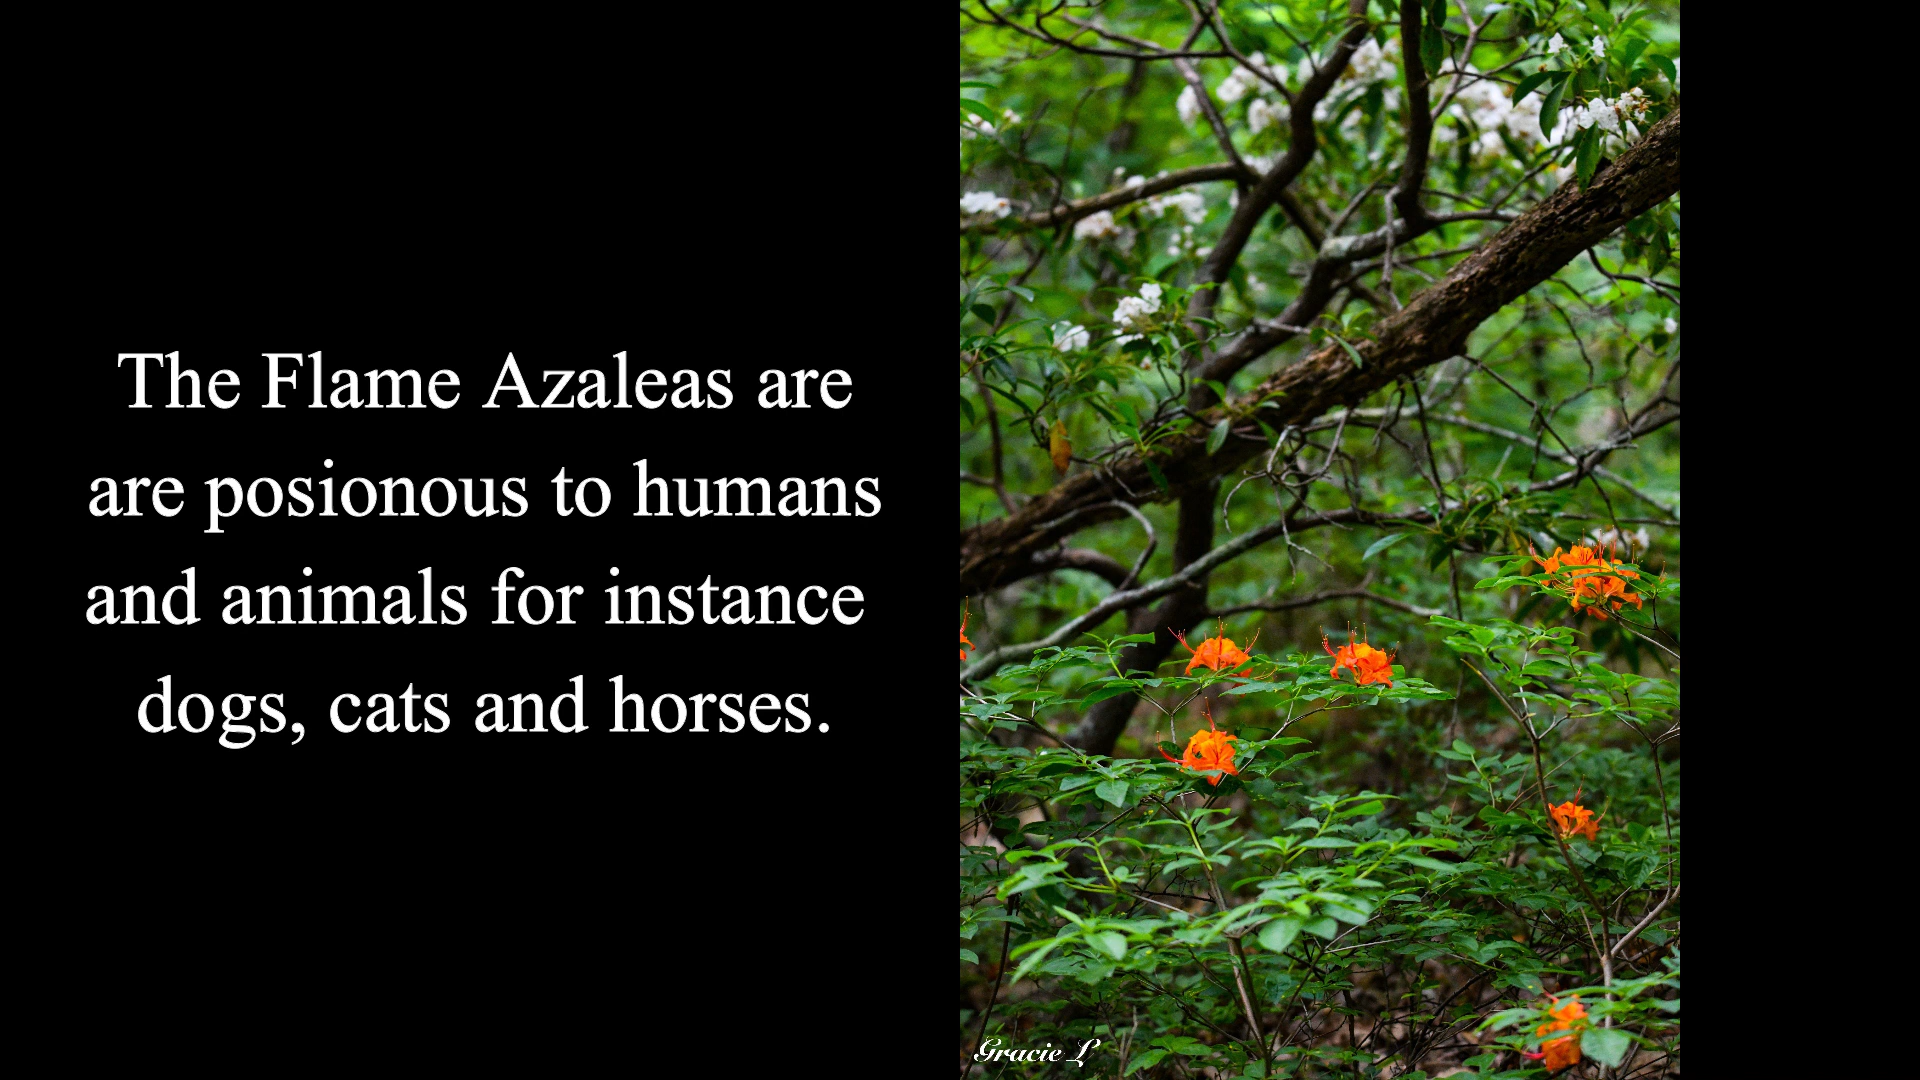 The Flame Azaleas are
are posionous to humans
and animals for instance
dogs, cats and horses.
Gracie L